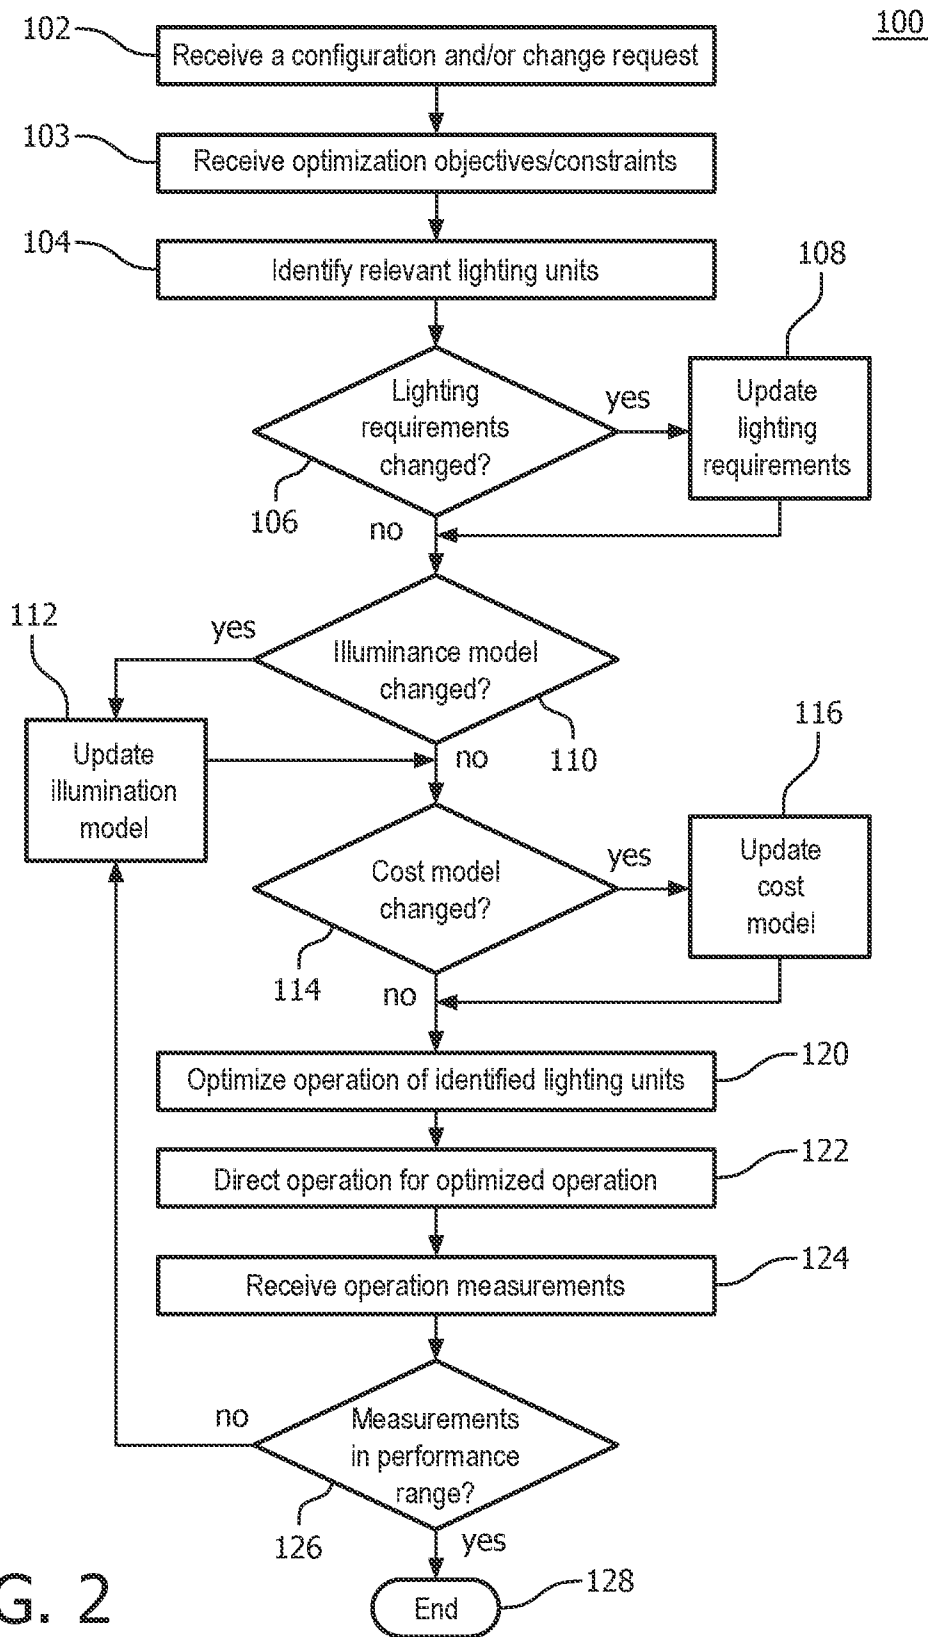 100
102
Receive a configuration and/or change request
103
Receive optimization objectives/constraints
104
Identify relevant lighting units
108
Lighting
requirements
changed?
yes
Update
lighting
requirements
106
no
112
yes
Illuminance model
changed?
110
no
Update
illumination
model
116
Cost model
changed?
yes
Update
cost
model
114
no
Optimize operation of identified lighting units
120
Direct operation for optimized operation
122
Receive operation measurements
124
no
Measurements
in performance
range?
126
yes
End
128
G. 2